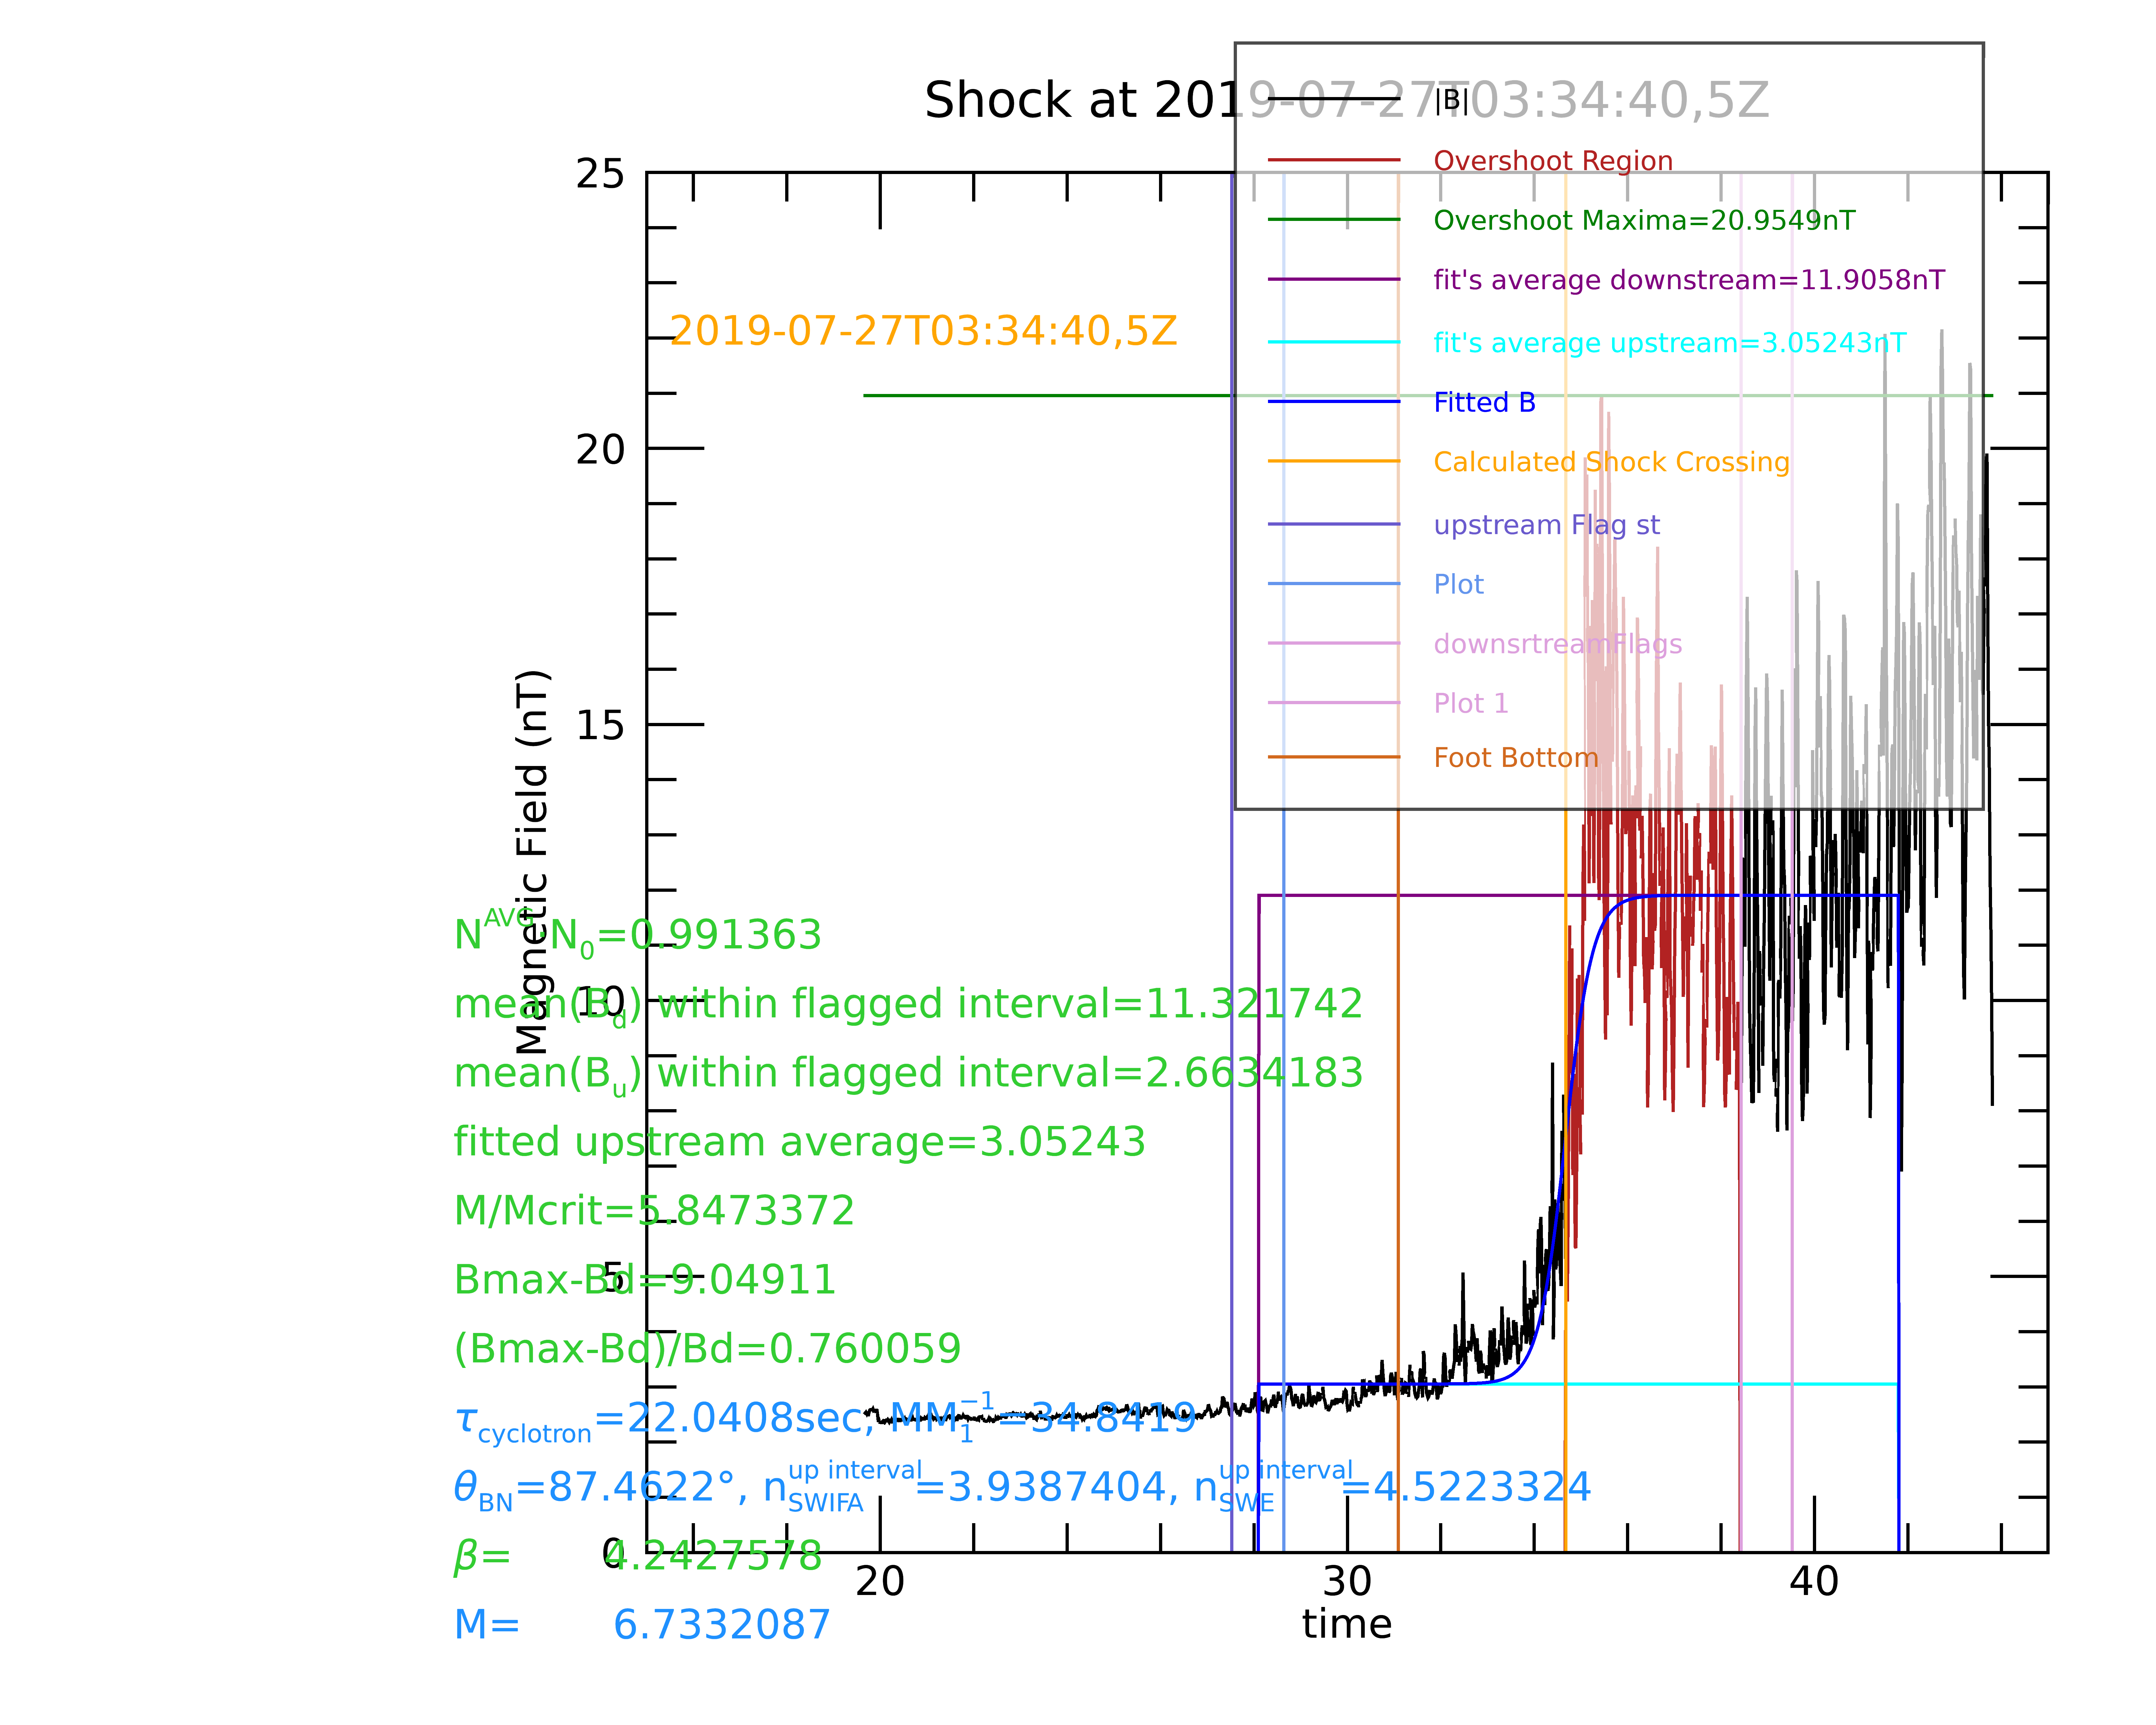 Shock at 2019-07-27T03:34:40,5Z
|B|
Overshoot Region
Overshoot Maxima=20.9549nT
fit's average downstream=11.9058nT
fit's average upstream=3.05243nT
Fitted B
Calculated Shock Crossing
upstream Flag st
Plot
downsrtreamFlags
Plot 1
Foot Bottom
2019-07-27T03:34:40,5Z
25
20
15
10
5
0
Magnetic Field (nT)
N^AVG·N_0=0.991363
mean(B_d) within flagged interval=11.321742
mean(B_u) within flagged interval=2.6634183
fitted upstream average=3.05243
M/Mcrit=5.8473372
Bmax-Bd=9.04911
(Bmax-Bd)/Bd=0.760059
τ_cyclotron=22.0408sec, MM_1^−1=34.8419
θ_BN=87.4622°, n_SWIFA^up interval=3.9387404, n_SWE^up interval=4.5223324
β= 4.2427578
M= 6.7332087
20 30 40
time